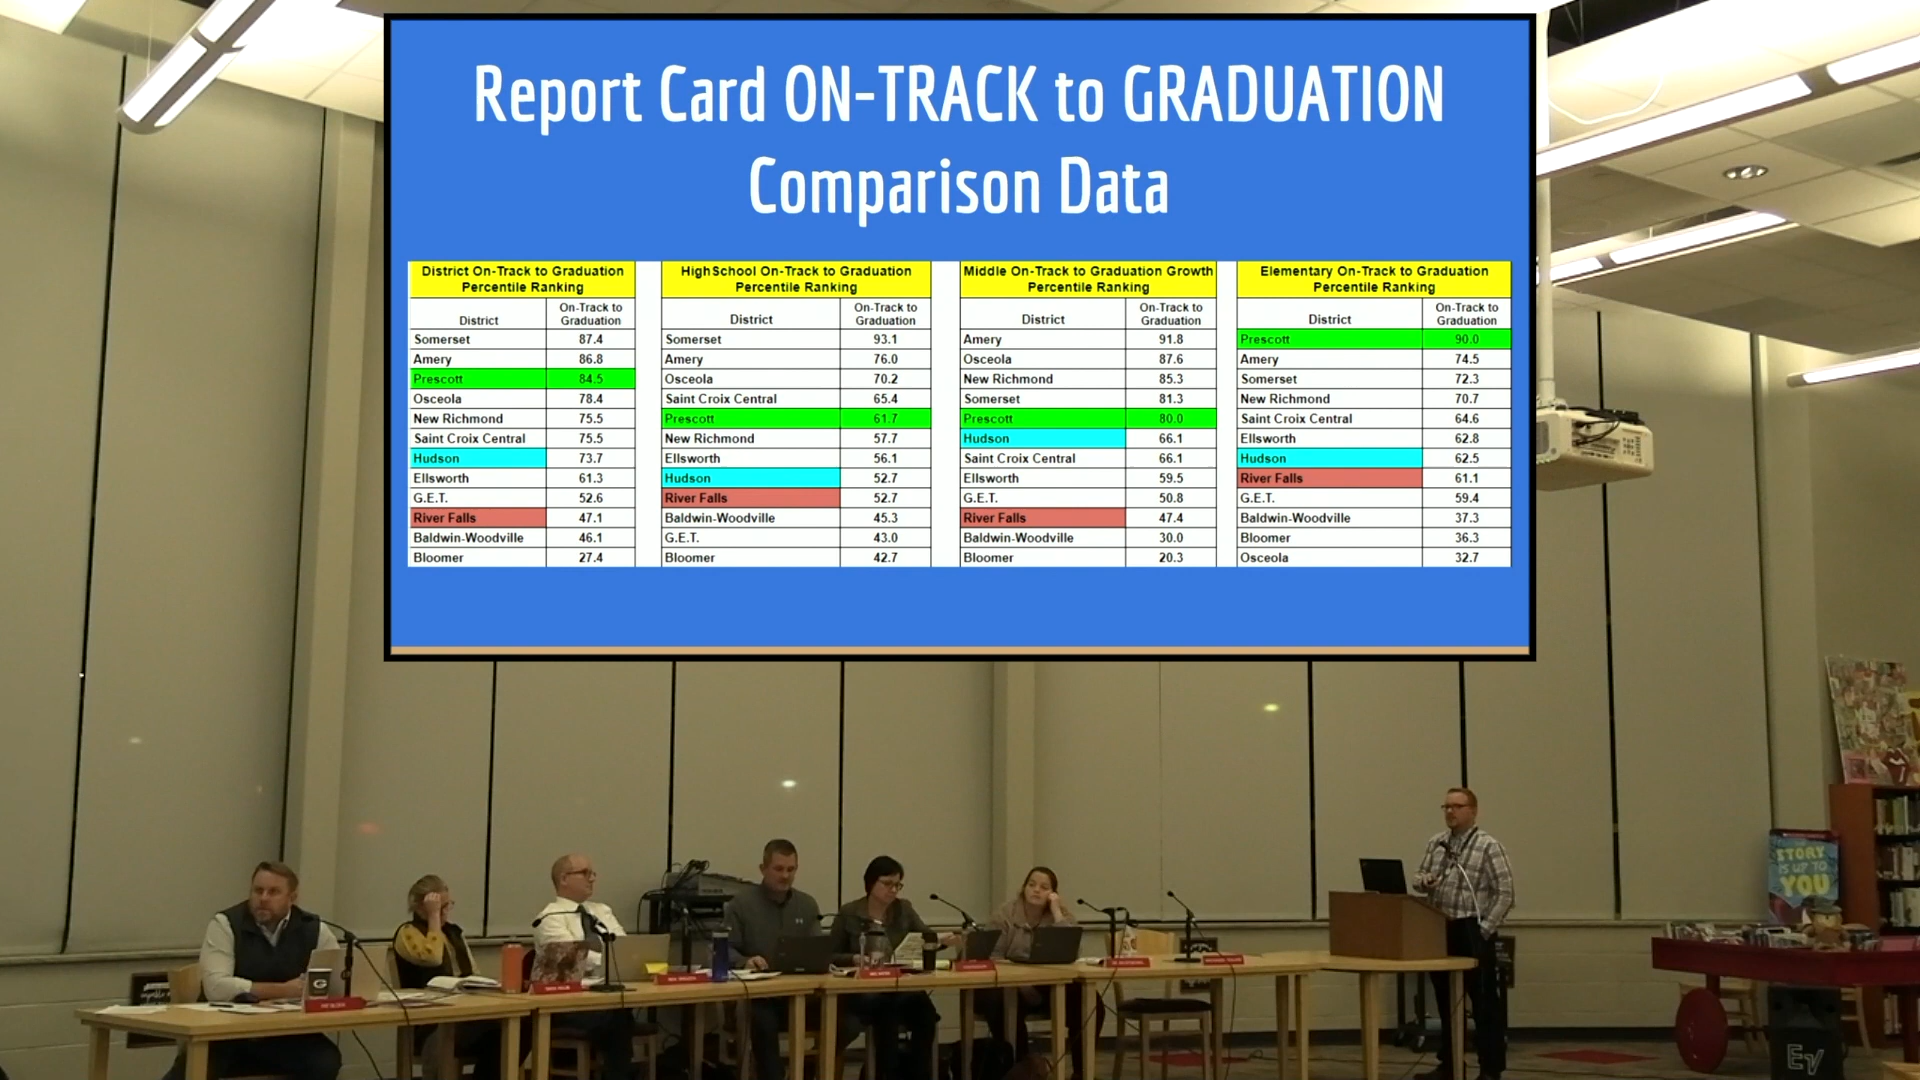 Report Card ON-TRACK to GRADUATION
Comparison Data
District On-Track to Graduation
Percentile Ranking
District On-Track to Graduation
Somerset 87.4
Amery 86.8
Prescott 84.5
Osceola 78.4
New Richmond 75.5
Saint Croix Central 75.5
Hudson 73.7
Ellsworth 61.3
G.E.T. 52.6
River Falls 47.1
Baldwin-Woodville 46.1
Bloomer 27.4
High School On-Track to Graduation
Percentile Ranking
District On-Track to Graduation
Somerset 93.1
Amery 76.0
Osceola 70.2
Saint Croix Central 65.4
Prescott 61.7
New Richmond 57.7
Ellsworth 56.1
Hudson 52.7
River Falls 52.7
Baldwin-Woodville 45.3
G.E.T. 43.0
Bloomer 42.7
Middle On-Track to Graduation Growth
Percentile Ranking
District On-Track to Graduation
Amery 91.8
Osceola 87.6
New Richmond 85.3
Somerset 81.3
Prescott 80.0
Hudson 66.1
Saint Croix Central 66.1
Ellsworth 59.5
G.E.T. 50.8
River Falls 47.4
Baldwin-Woodville 30.0
Bloomer 20.3
Elementary On-Track to Graduation
Percentile Ranking
District On-Track to Graduation
Prescott 90.0
Amery 74.5
Somerset 72.3
New Richmond 70.7
Saint Croix Central 64.6
Ellsworth 62.8
Hudson 62.5
River Falls 61.1
G.E.T. 59.4
Baldwin-Woodville 37.3
Bloomer 36.3
Osceola 32.7
STORY
IS UP TO
YOU
G
EV